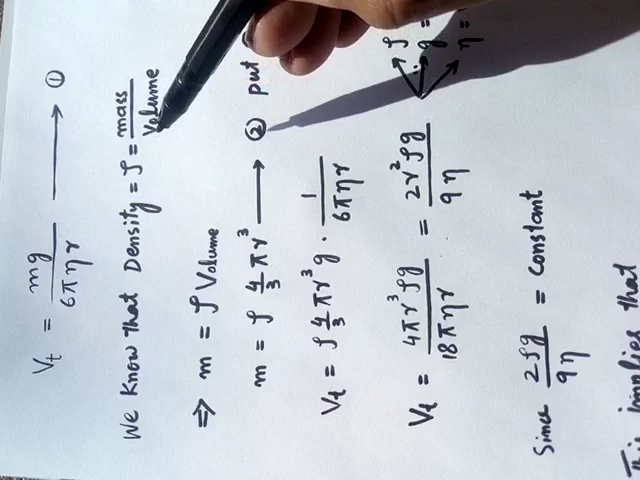 Vt = mg / 6πηr ⟶ ①
We Know that Density = ρ = mass / Volume
⇒ m = ρ Volume
m = ρ 4/3 πr³ ⟶ ② put
Vt = ρ 4/3 πr³ g · 1 / 6πηr
Vt = 4πr³ρg / 18πηr = 2r²ρg / 9η
ρ
g =
η =
Since 2ρg / 9η = Constant
This implies that